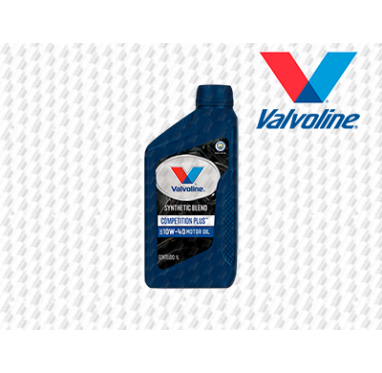 Valvoline
Valvoline
SYNTHETIC BLEND
COMPETITION PLUS
10W-40 MOTOR OIL
CONTEÚDO 1L